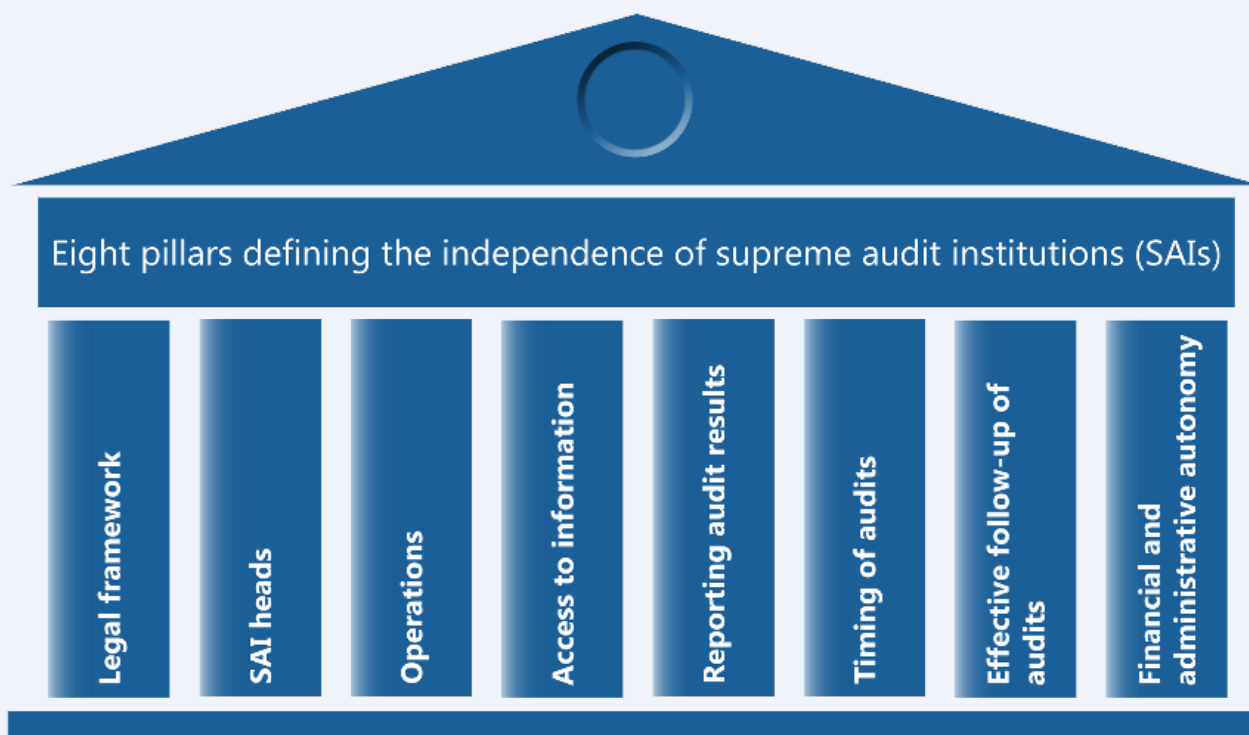 Eight pillars defining the independence of supreme audit institutions (SAIs)
Legal framework
SAI heads
Operations
Access to information
Reporting audit results
Timing of audits
Effective follow-up of
audits
Financial and
administrative autonomy